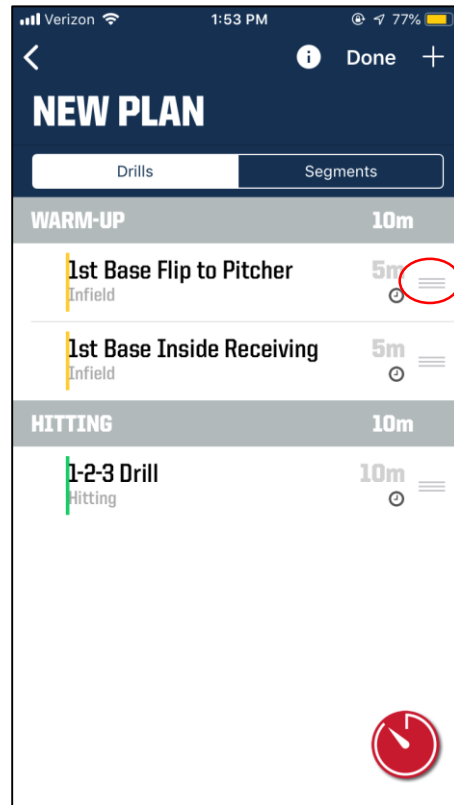 Verizon 1:53 PM 77%
i Done +
NEW PLAN
Drills Segments
WARM-UP 10m
1st Base Flip to Pitcher 5m
Infield
1st Base Inside Receiving 5m
Infield
HITTING 10m
1-2-3 Drill 10m
Hitting